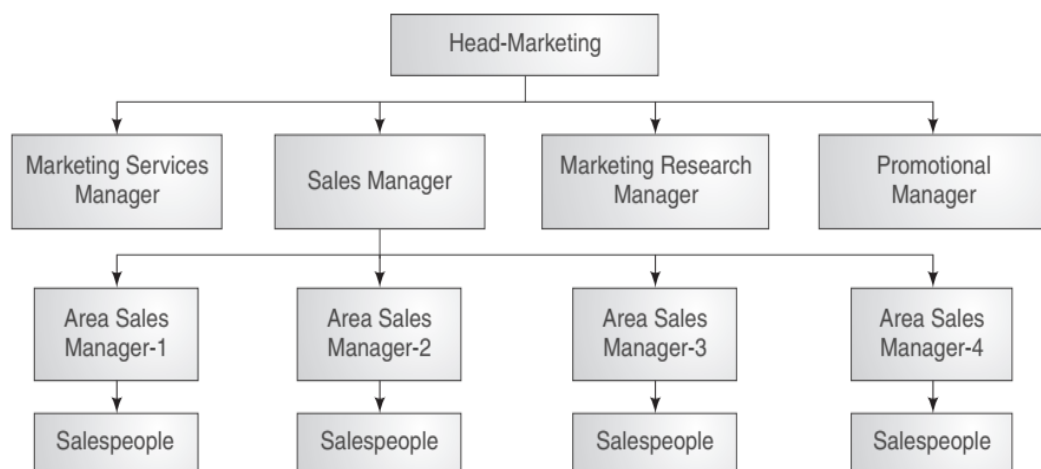 Head-Marketing
Marketing Services
Manager
Sales Manager
Marketing Research
Manager
Promotional
Manager
Area Sales
Manager-1
Area Sales
Manager-2
Area Sales
Manager-3
Area Sales
Manager-4
Salespeople
Salespeople
Salespeople
Salespeople